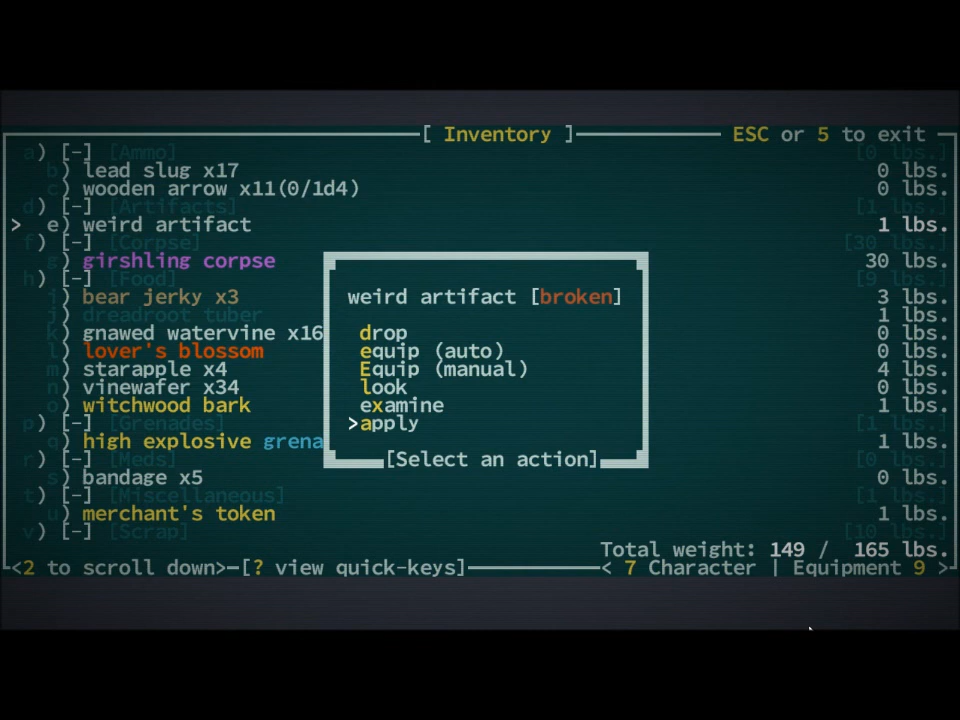 [ Inventory ] ESC or 5 to exit
a) [-] [Ammo] [0 lbs.]
b) lead slug x17 0 lbs.
c) wooden arrow x11(0/1d4) 0 lbs.
d) [-] [Artifacts] [1 lbs.]
> e) weird artifact 1 lbs.
f) [-] [Corpse] [30 lbs.]
g) girshling corpse 30 lbs.
h) [-] [Food] [9 lbs.]
i) bear jerky x3 3 lbs.
j) dreadroot tuber 1 lbs.
k) gnawed watervine x16 0 lbs.
l) lover's blossom 0 lbs.
m) starapple x4 4 lbs.
n) vinewafer x34 0 lbs.
o) witchwood bark 1 lbs.
p) [-] [Grenades] [1 lbs.]
q) high explosive grena 1 lbs.
r) [-] [Meds] [0 lbs.]
s) bandage x5 0 lbs.
t) [-] [Miscellaneous] [1 lbs.]
u) merchant's token 1 lbs.
v) [-] [Scrap] [10 lbs.]
weird artifact [broken]
drop
equip (auto)
Equip (manual)
look
examine
>apply
[Select an action]
Total weight: 149 / 165 lbs.
<2 to scroll down> [? view quick-keys] < 7 Character | Equipment 9 >